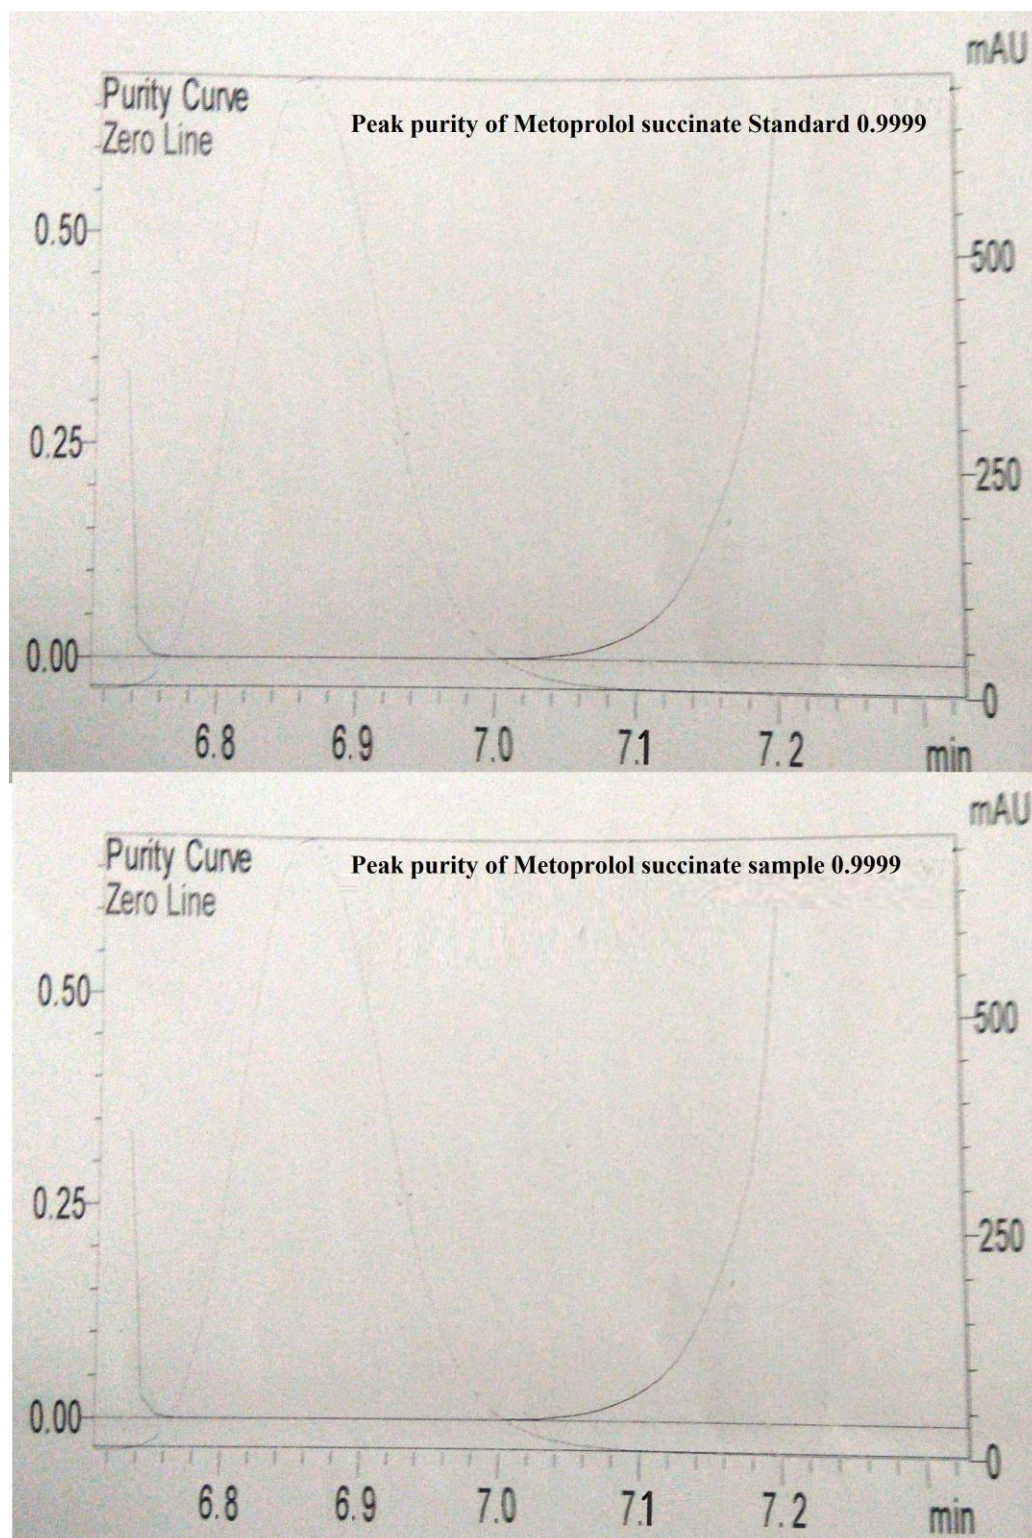 mAU
Purity Curve
Peak purity of Metoprolol succinate Standard 0.9999
Zero Line
0.50
500
0.25
250
0.00
0
6.8 6.9 7.0 7.1 7.2 min
mAU
Purity Curve
Peak purity of Metoprolol succinate sample 0.9999
Zero Line
0.50
500
0.25
250
0.00
0
6.8 6.9 7.0 7.1 7.2 min